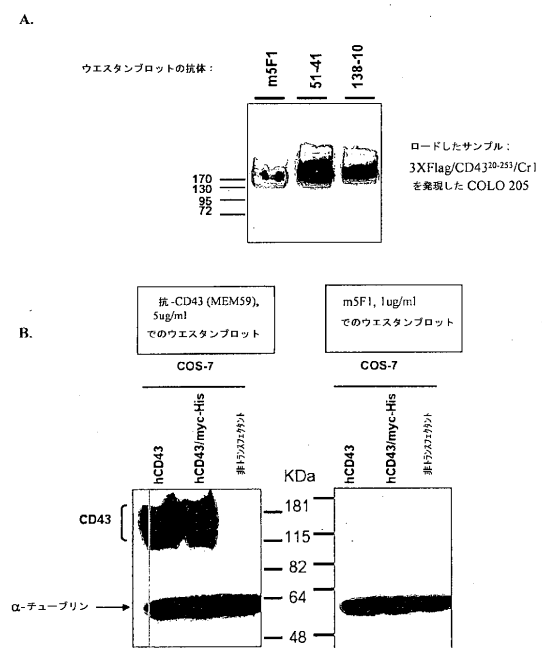 A.
ウエスタンブロットの抗体：
m5F1
51-41
138-10
170
130
95
72
ロードしたサンプル；
3XFlag/CD43²⁰⁻²⁵³/Cr1
を発現した COLO 205
B.
抗-CD43 (MEM59),
5ug/ml
でのウエスタンブロット
m5F1, 1ug/ml
でのウエスタンブロット
COS-7
COS-7
hCD43
hCD43/myc-His
非トランスフェクタント
KDa
hCD43
hCD43/myc-His
非トランスフェクタント
CD43
181
115
82
64
48
α-チューブリン